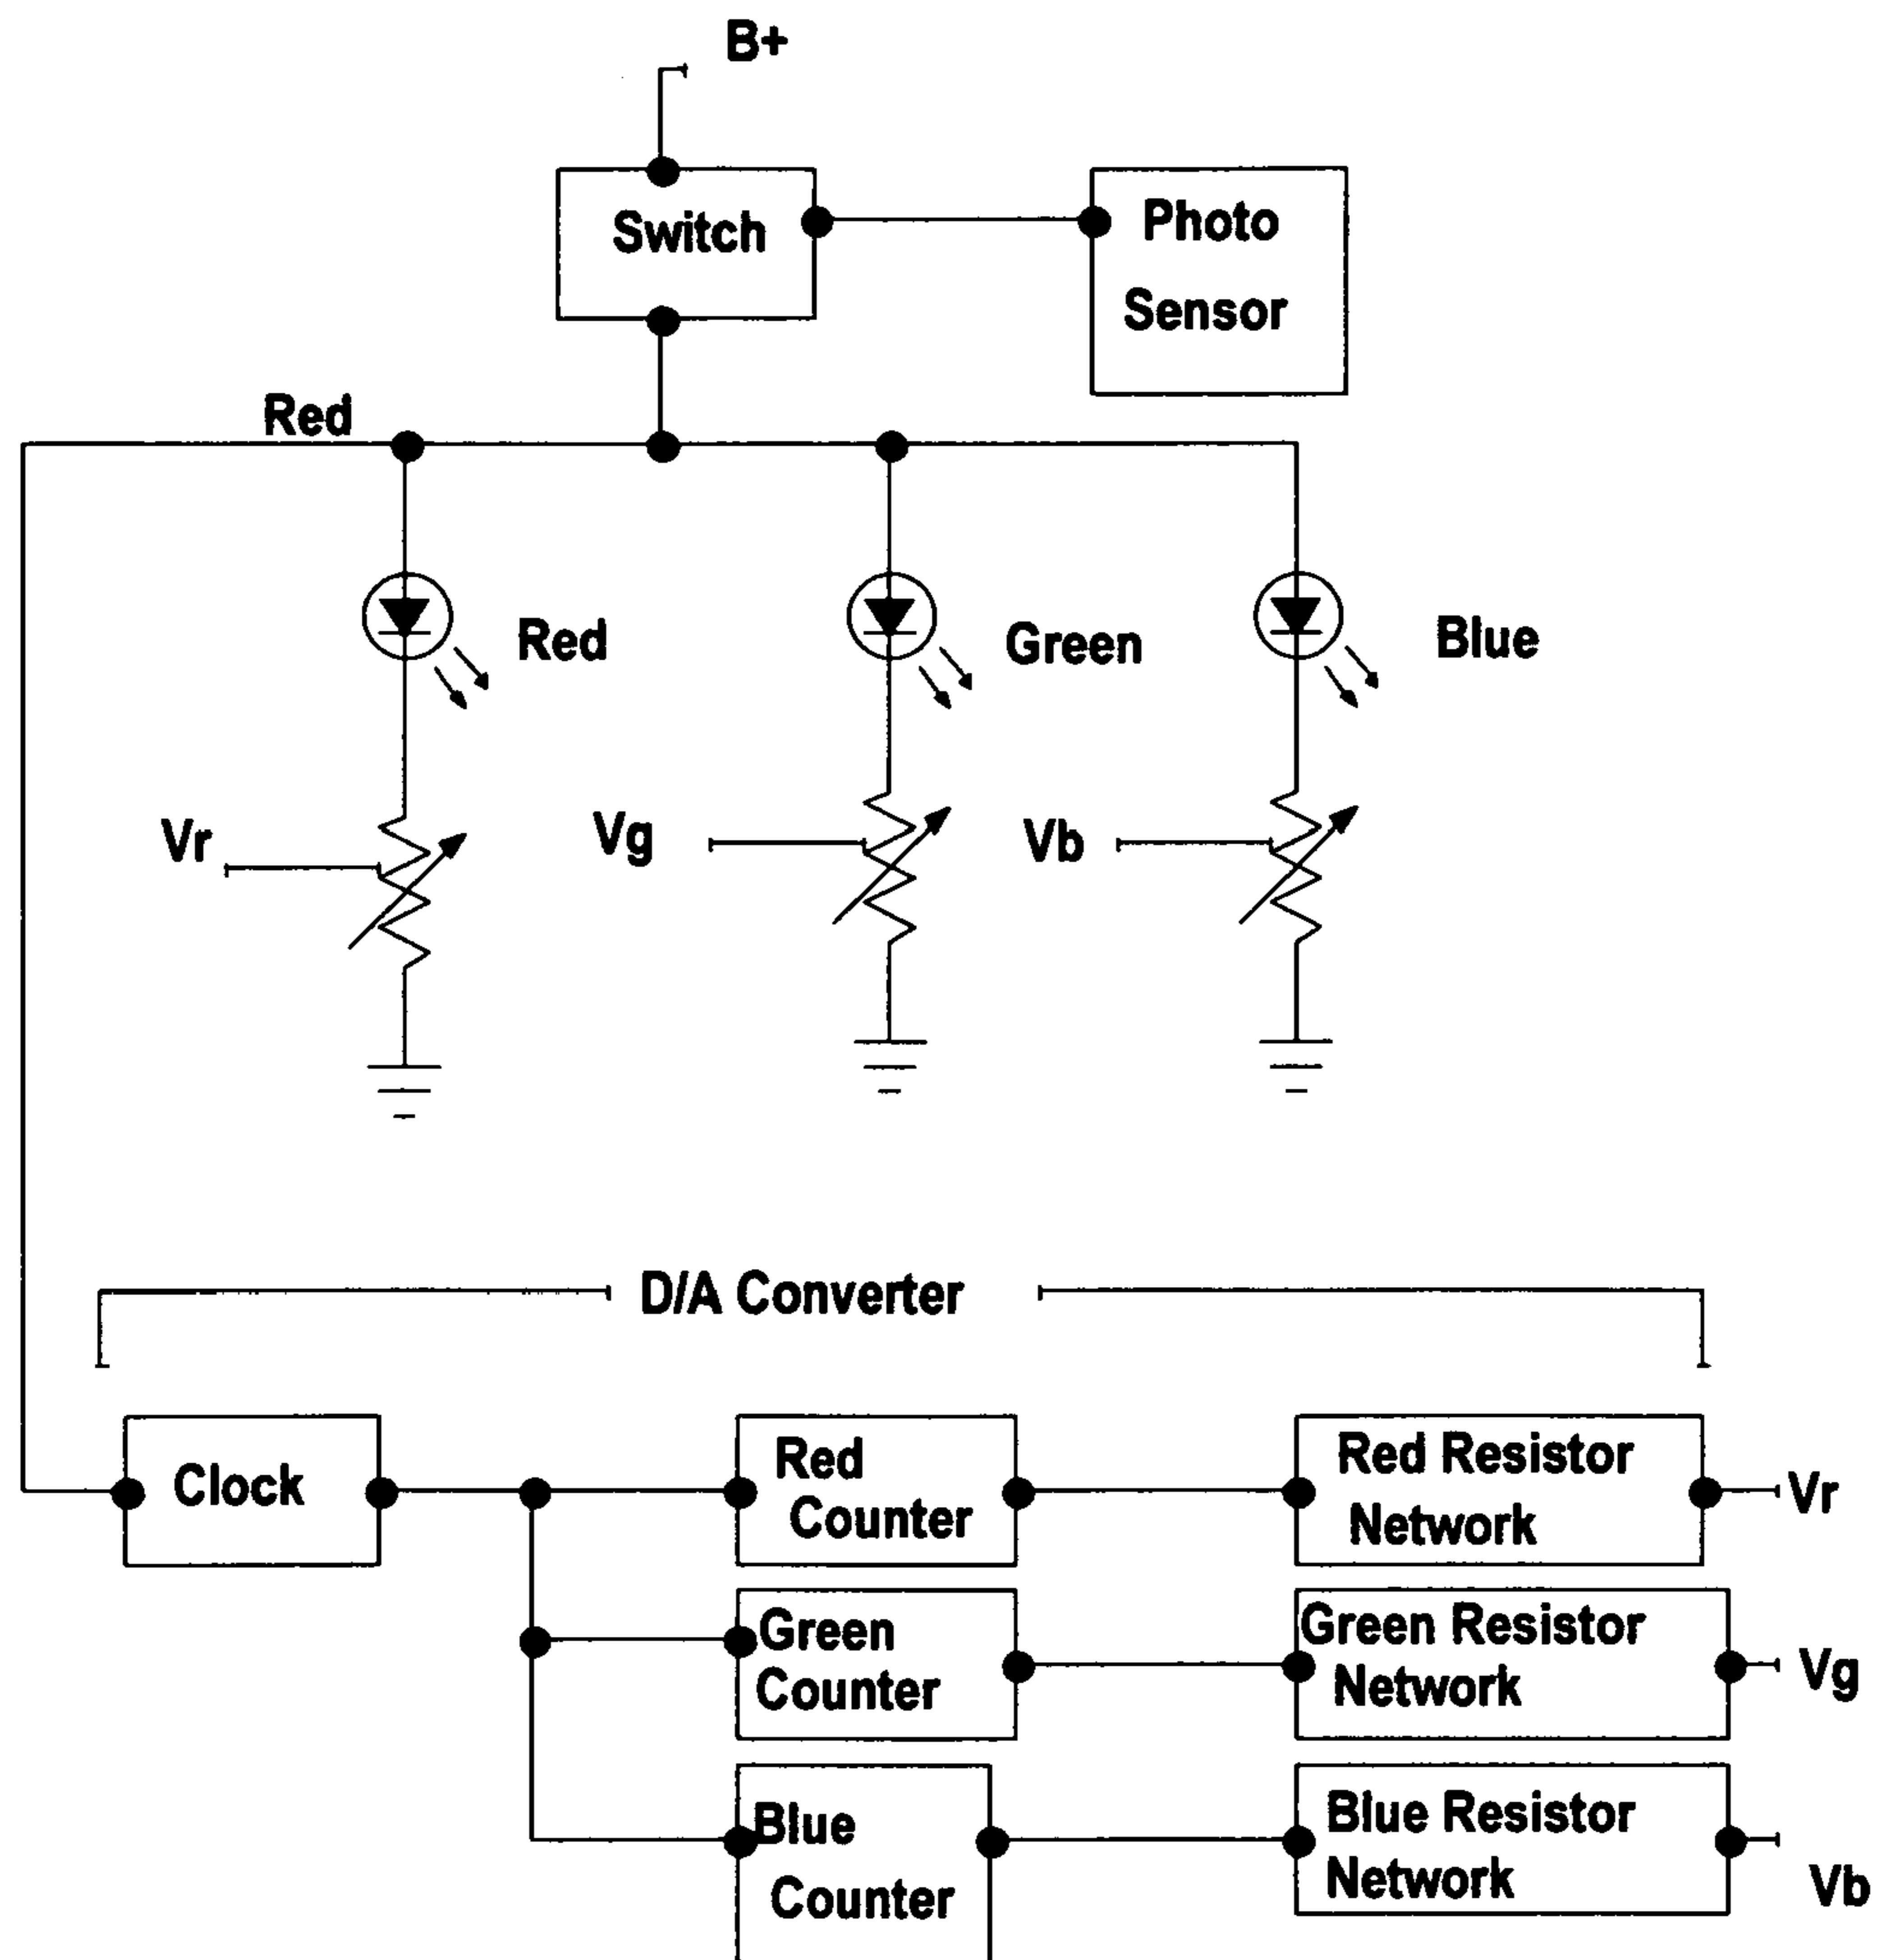 B+
Switch
Photo
Sensor
Red
Red
Green
Blue
Vr
Vg
Vb
D/A Converter
Clock
Red
Counter
Red Resistor
Network
Vr
Green
Counter
Green Resistor
Network
Vg
Blue
Counter
Blue Resistor
Network
Vb